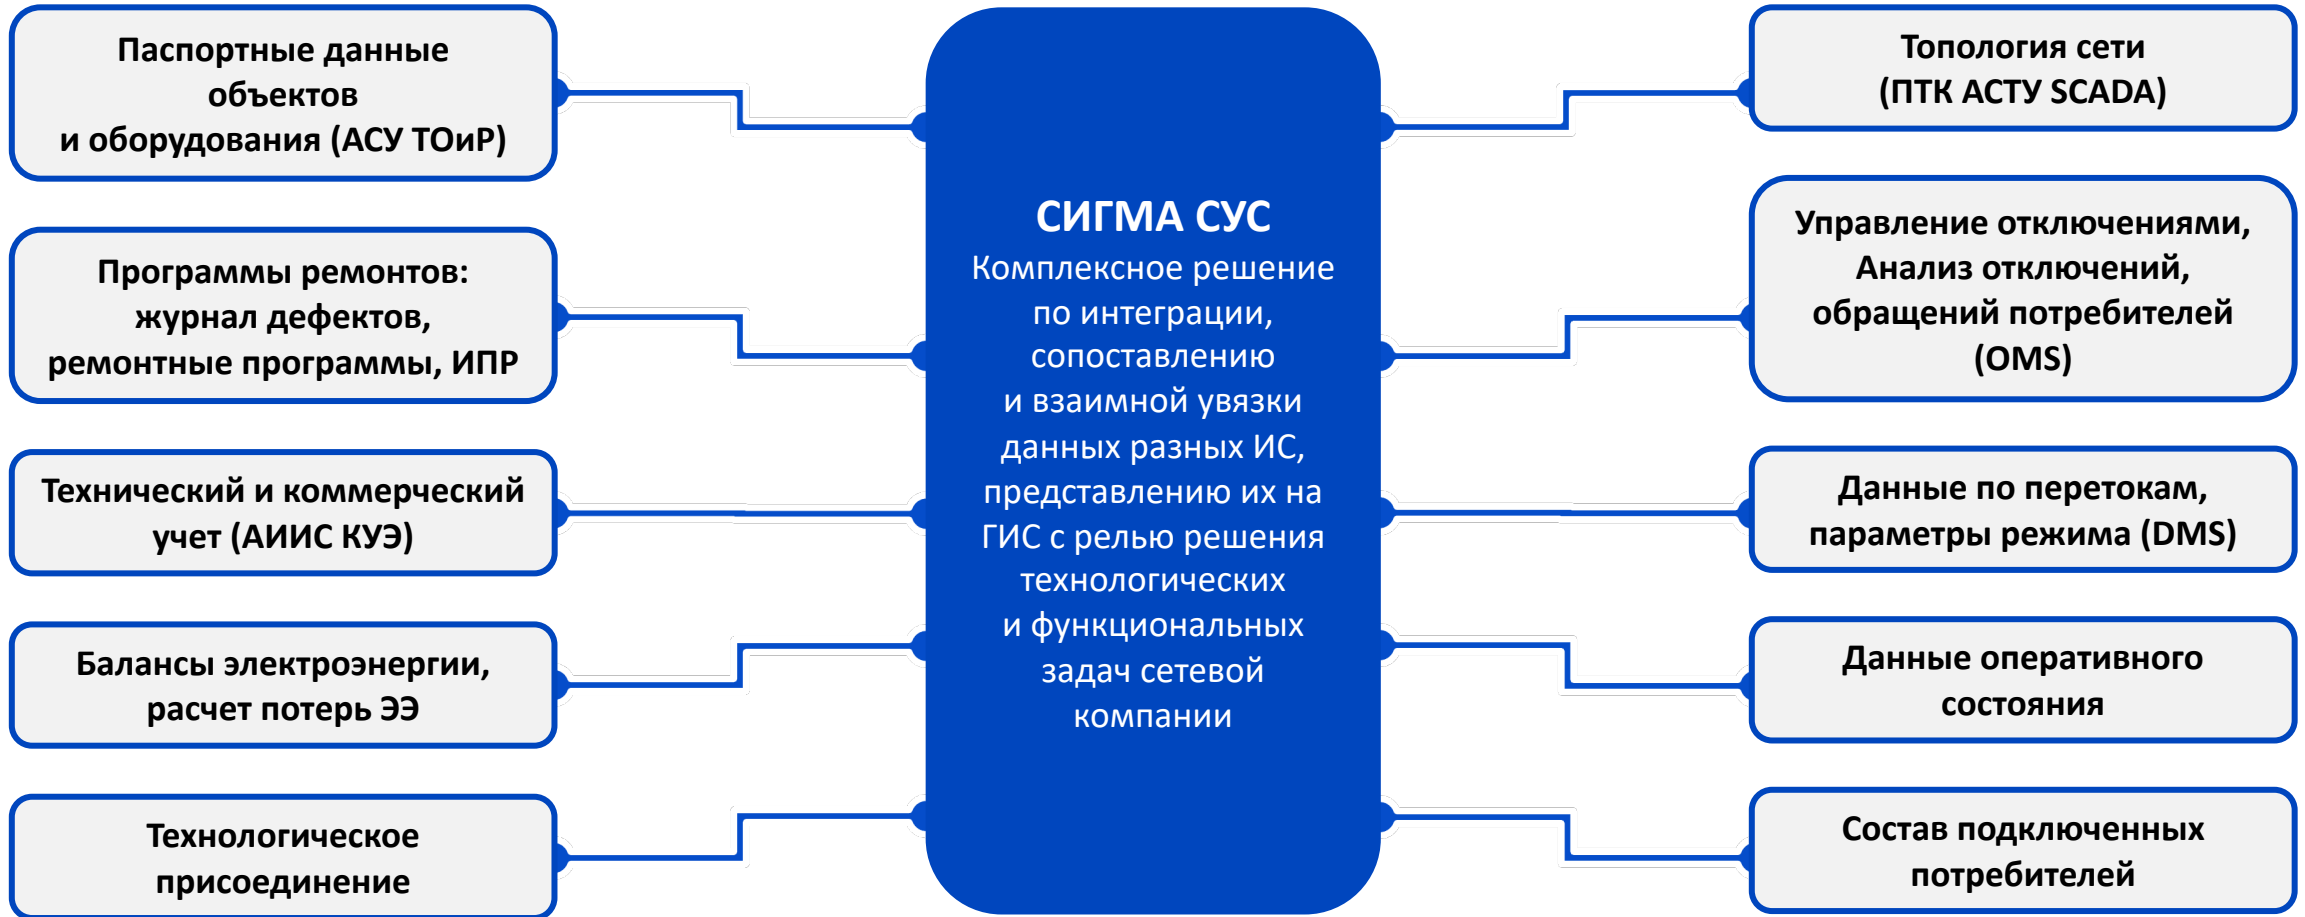 Паспортные данные
объектов
и оборудования (АСУ ТОиР)
Программы ремонтов:
журнал дефектов,
ремонтные программы, ИПР
Технический и коммерческий
учет (АИИС КУЭ)
Балансы электроэнергии,
расчет потерь ЭЭ
Технологическое
присоединение
СИГМА СУС
Комплексное решение
по интеграции,
сопоставлению
и взаимной увязки
данных разных ИС,
представлению их на
ГИС с релью решения
технологических
и функциональных
задач сетевой
компании
Топология сети
(ПТК АСТУ SCADA)
Управление отключениями,
Анализ отключений,
обращений потребителей
(OMS)
Данные по перетокам,
параметры режима (DMS)
Данные оперативного
состояния
Состав подключенных
потребителей